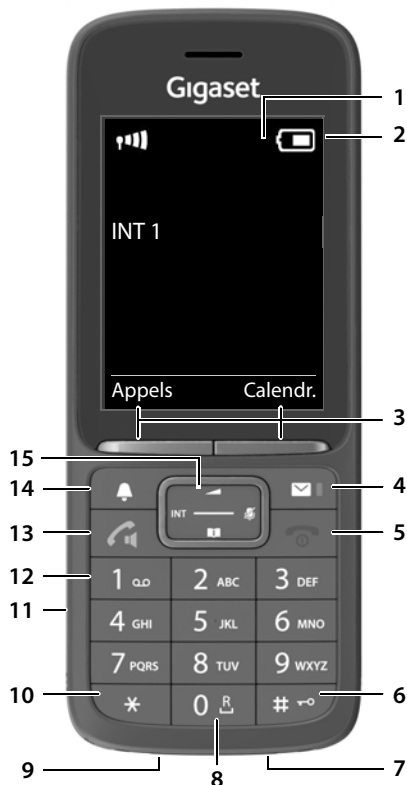 Gigaset
1
2
INT 1
Appels Calendr.
3
15
14
4
INT
13
5
12
1 2 ABC 3 DEF
11
4 GHI 5 JKL 6 MNO
7 PQRS 8 TUV 9 WXYZ
10
* 0 R # 
6
9
8
7